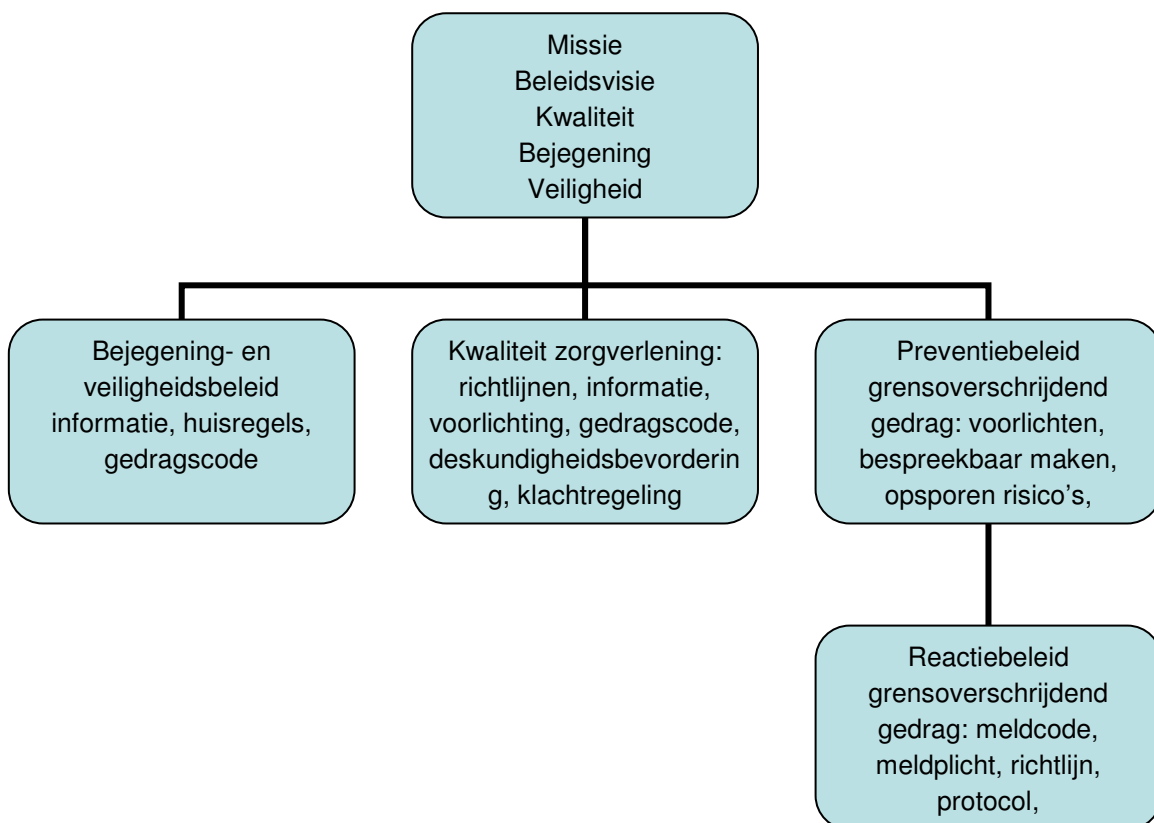 Missie
Beleidsvisie
Kwaliteit
Bejegening
Veiligheid
Bejegening- en
veiligheidsbeleid
informatie, huisregels,
gedragscode
Kwaliteit zorgverlening:
richtlijnen, informatie,
voorlichting, gedragscode,
deskundigheidsbevorderin
g, klachtregeling
Preventiebeleid
grensoverschrijdend
gedrag: voorlichten,
bespreekbaar maken,
opsporen risico’s,
Reactiebeleid
grensoverschrijdend
gedrag: meldcode,
meldplicht, richtlijn,
protocol,